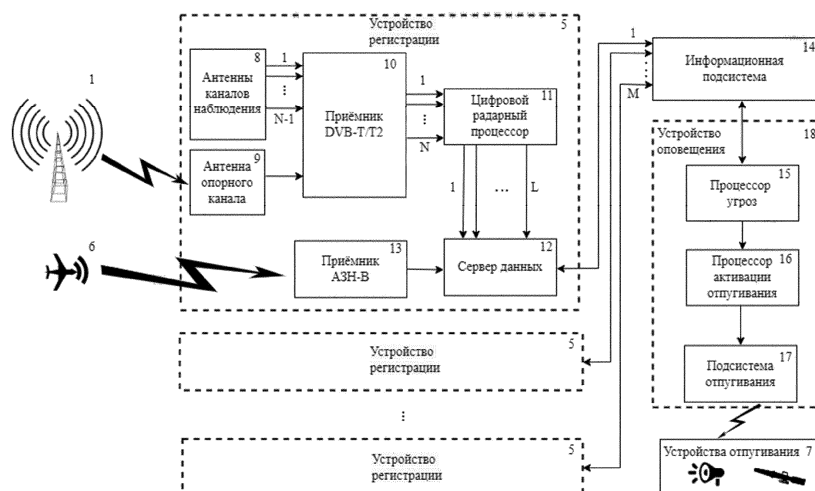 Устройство
регистрации
5
1
8
Антенны
каналов
наблюдения
1
⋮
N-1
10
Приёмник
DVB-T/T2
1
⋮
N
11
Цифровой
радарный
процессор
9
Антенна
опорного
канала
1
...
L
6
13
Приёмник
АЗН-В
12
Сервер данных
1
⋮
M
14
Информационная
подсистема
Устройство
оповещения
18
15
Процессор
угроз
16
Процессор
активации
отпугивания
17
Подсистема
отпугивания
Устройства отпугивания 7
Устройство
регистрации
5
⋮
Устройство
регистрации
5